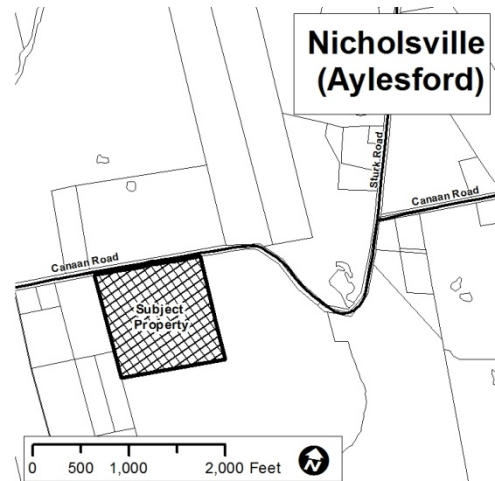 Nicholsville
(Aylesford)
Sturk Road
Canaan Road
Canaan Road
Subject
Property
0 500 1,000 2,000 Feet
N